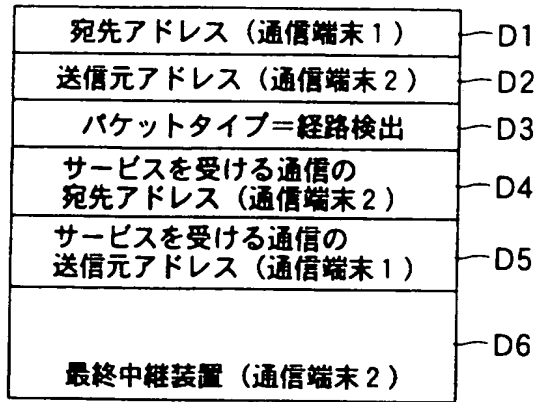 宛先アドレス（通信端末1） D1
送信元アドレス（通信端末2） D2
パケットタイプ＝経路検出 D3
サービスを受ける通信の
宛先アドレス（通信端末2） D4
サービスを受ける通信の
送信元アドレス（通信端末1） D5
D6
最終中継装置（通信端末2）